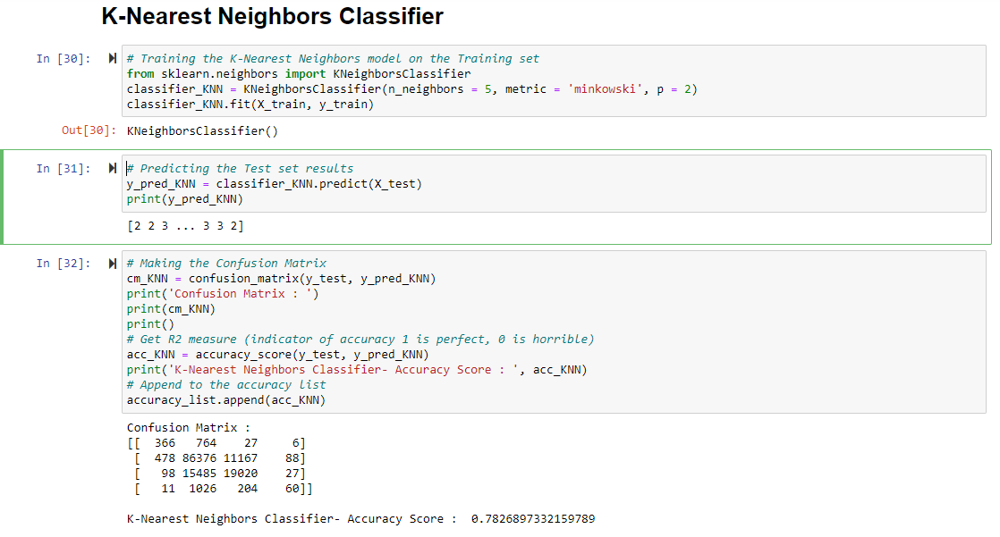 K-Nearest Neighbors Classifier
In [30]:
# Training the K-Nearest Neighbors model on the Training set
from sklearn.neighbors import KNeighborsClassifier
classifier_KNN = KNeighborsClassifier(n_neighbors = 5, metric = 'minkowski', p = 2)
classifier_KNN.fit(X_train, y_train)
Out[30]: KNeighborsClassifier()
In [31]:
# Predicting the Test set results
y_pred_KNN = classifier_KNN.predict(X_test)
print(y_pred_KNN)
[2 2 3 ... 3 3 2]
In [32]:
# Making the Confusion Matrix
cm_KNN = confusion_matrix(y_test, y_pred_KNN)
print('Confusion Matrix : ')
print(cm_KNN)
print()
# Get R2 measure (indicator of accuracy 1 is perfect, 0 is horrible)
acc_KNN = accuracy_score(y_test, y_pred_KNN)
print('K-Nearest Neighbors Classifier- Accuracy Score : ', acc_KNN)
# Append to the accuracy list
accuracy_list.append(acc_KNN)
Confusion Matrix :
[[  366   764    27     6]
 [  478 86376 11167    88]
 [   98 15485 19020    27]
 [   11  1026   204    60]]
K-Nearest Neighbors Classifier- Accuracy Score :  0.7826897332159789